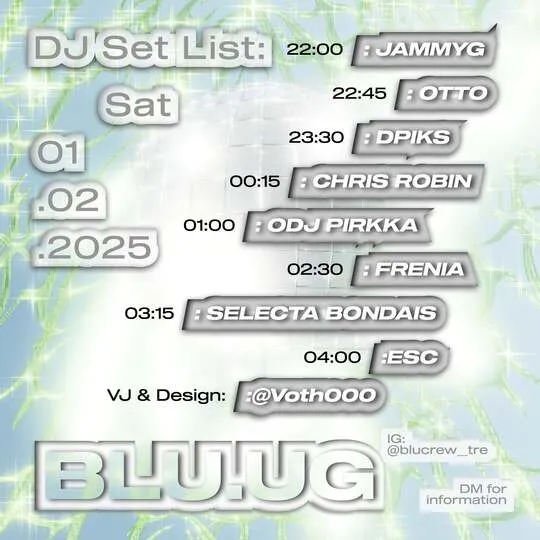 DJ Set List:
Sat
01
.02
.2025
22:00 : JAMMYG
22:45 : OTTO
23:30 : DPIKS
00:15 : CHRIS ROBIN
01:00 : ODJ PIRKKA
02:30 : FRENIA
03:15 : SELECTA BONDAIS
04:00 :ESC
VJ & Design: :@Voth000
BLU.UG
IG:
@blucrew_tre
DM for
information